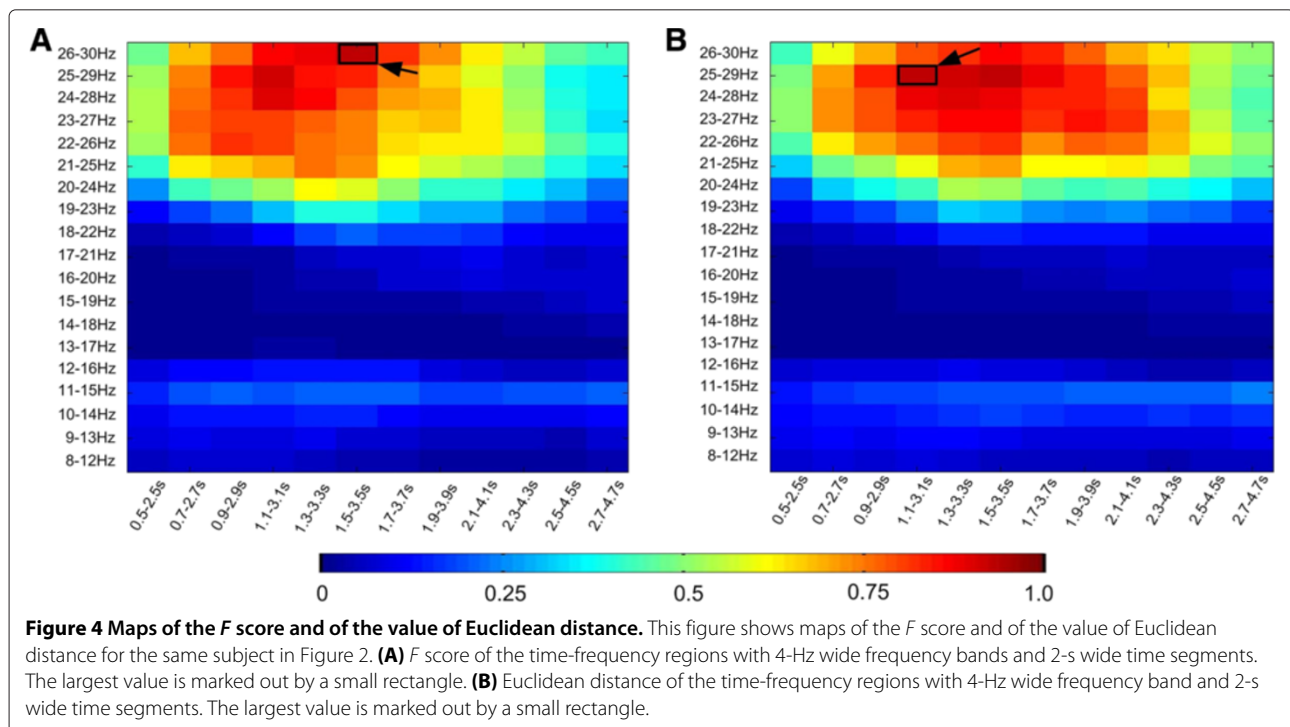 A
B
26-30Hz
25-29Hz
24-28Hz
23-27Hz
22-26Hz
21-25Hz
20-24Hz
19-23Hz
18-22Hz
17-21Hz
16-20Hz
15-19Hz
14-18Hz
13-17Hz
12-16Hz
11-15Hz
10-14Hz
9-13Hz
8-12Hz
0.5-2.5s
0.7-2.7s
0.9-2.9s
1.1-3.1s
1.3-3.3s
1.5-3.5s
1.7-3.7s
1.9-3.9s
2.1-4.1s
2.3-4.3s
2.5-4.5s
2.7-4.7s
26-30Hz
25-29Hz
24-28Hz
23-27Hz
22-26Hz
21-25Hz
20-24Hz
19-23Hz
18-22Hz
17-21Hz
16-20Hz
15-19Hz
14-18Hz
13-17Hz
12-16Hz
11-15Hz
10-14Hz
9-13Hz
8-12Hz
0.5-2.5s
0.7-2.7s
0.9-2.9s
1.1-3.1s
1.3-3.3s
1.5-3.5s
1.7-3.7s
1.9-3.9s
2.1-4.1s
2.3-4.3s
2.5-4.5s
2.7-4.7s
0 0.25 0.5 0.75 1.0
Figure 4 Maps of the F score and of the value of Euclidean distance. This figure shows maps of the F score and of the value of Euclidean
distance for the same subject in Figure 2. (A) F score of the time-frequency regions with 4-Hz wide frequency bands and 2-s wide time segments.
The largest value is marked out by a small rectangle. (B) Euclidean distance of the time-frequency regions with 4-Hz wide frequency band and 2-s
wide time segments. The largest value is marked out by a small rectangle.